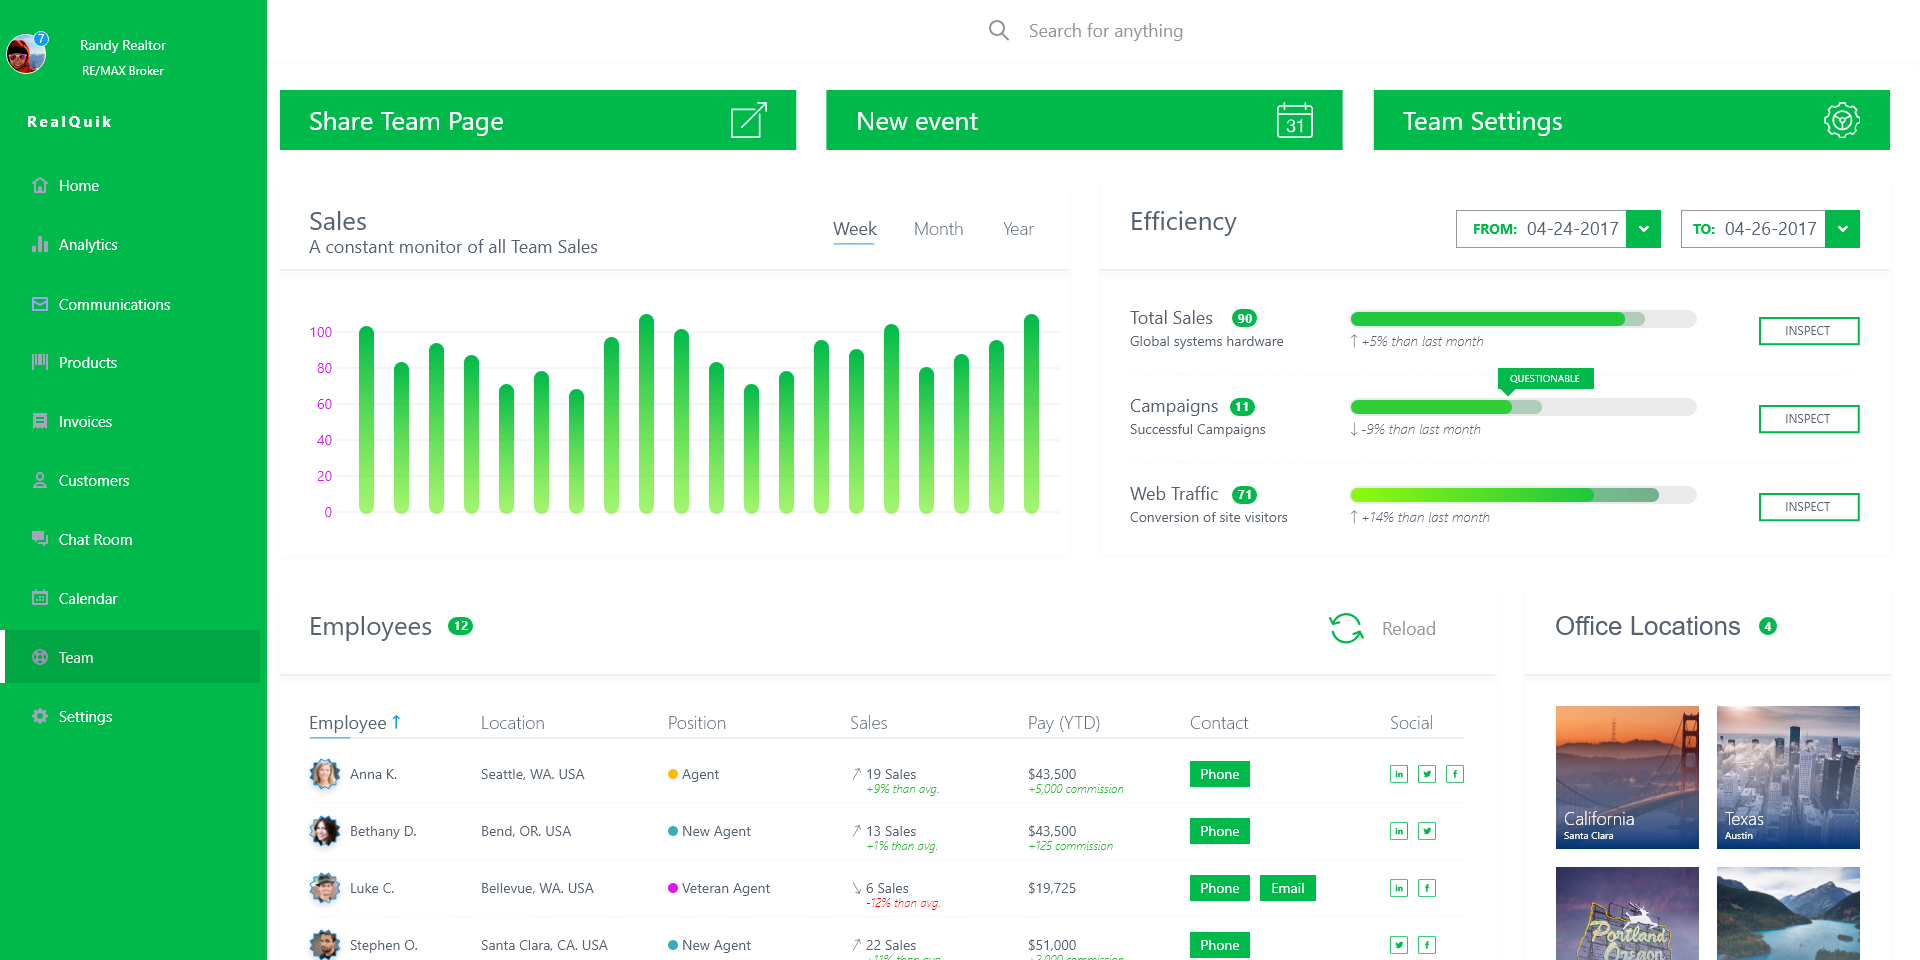 7
Randy Realtor
RE/MAX Broker
RealQuik
Home
Analytics
Communications
Products
Invoices
Customers
Chat Room
Calendar
Team
Settings
Search for anything
Share Team Page
New event
31
Team Settings
Sales
A constant monitor of all Team Sales
Week Month Year
100
80
60
40
20
0
Efficiency
FROM: 04-24-2017
TO: 04-26-2017
Total Sales 90
Global systems hardware
↑ +5% than last month
INSPECT
QUESTIONABLE
Campaigns 11
Successful Campaigns
↓ -9% than last month
INSPECT
Web Traffic 71
Conversion of site visitors
↑ +14% than last month
INSPECT
Employees 12
Reload
Employee ↑ Location Position Sales Pay (YTD) Contact Social
Anna K. Seattle, WA. USA Agent 19 Sales $43,500 Phone in f
+9% than avg. +5,000 commission
Bethany D. Bend, OR. USA New Agent 13 Sales $43,500 Phone in
+1% than avg. +125 commission
Luke C. Bellevue, WA. USA Veteran Agent 6 Sales $19,725 Phone Email in f
-12% than avg.
Stephen O. Santa Clara, CA. USA New Agent 22 Sales $51,000 Phone f
+11% than avg. +2,000 commission
Office Locations 4
California
Santa Clara
Texas
Austin
Portland
Oregon